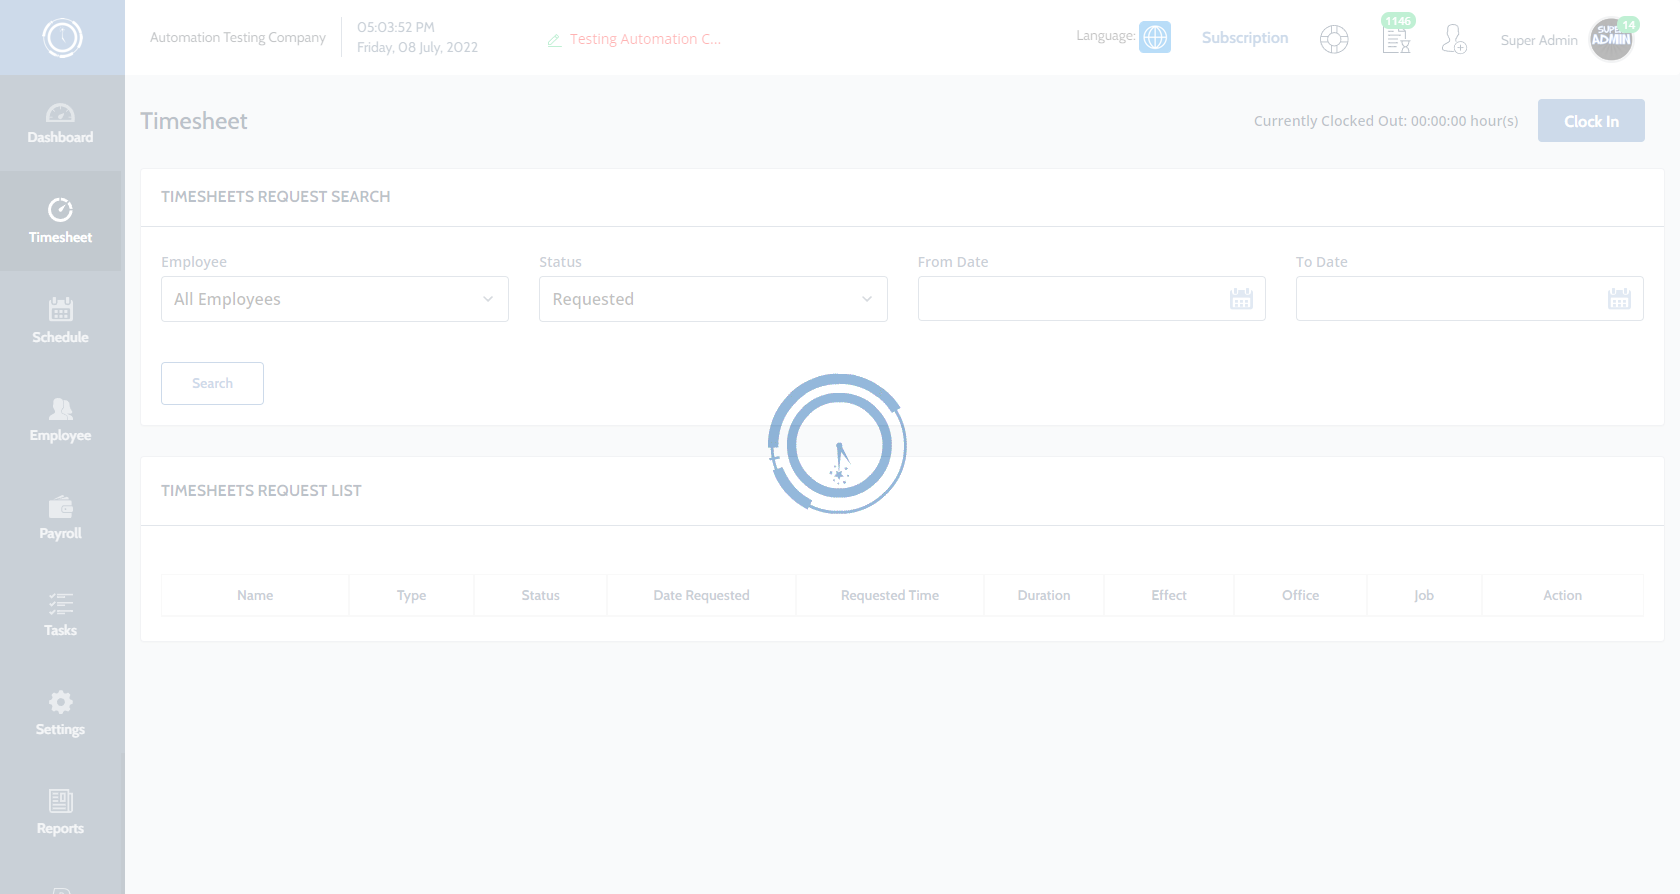 Automation Testing Company
05:03:52 PM
Friday, 08 July, 2022
Testing Automation C...
Language:
Subscription
1146
Super Admin
SUPER
ADMIN
14
Dashboard
Timesheet
Schedule
Employee
Payroll
Tasks
Settings
Reports
Timesheet
Currently Clocked Out: 00:00:00 hour(s)
Clock In
TIMESHEETS REQUEST SEARCH
Employee Status From Date To Date
All Employees Requested
Search
TIMESHEETS REQUEST LIST
Name Type Status Date Requested Requested Time Duration Effect Office Job Action